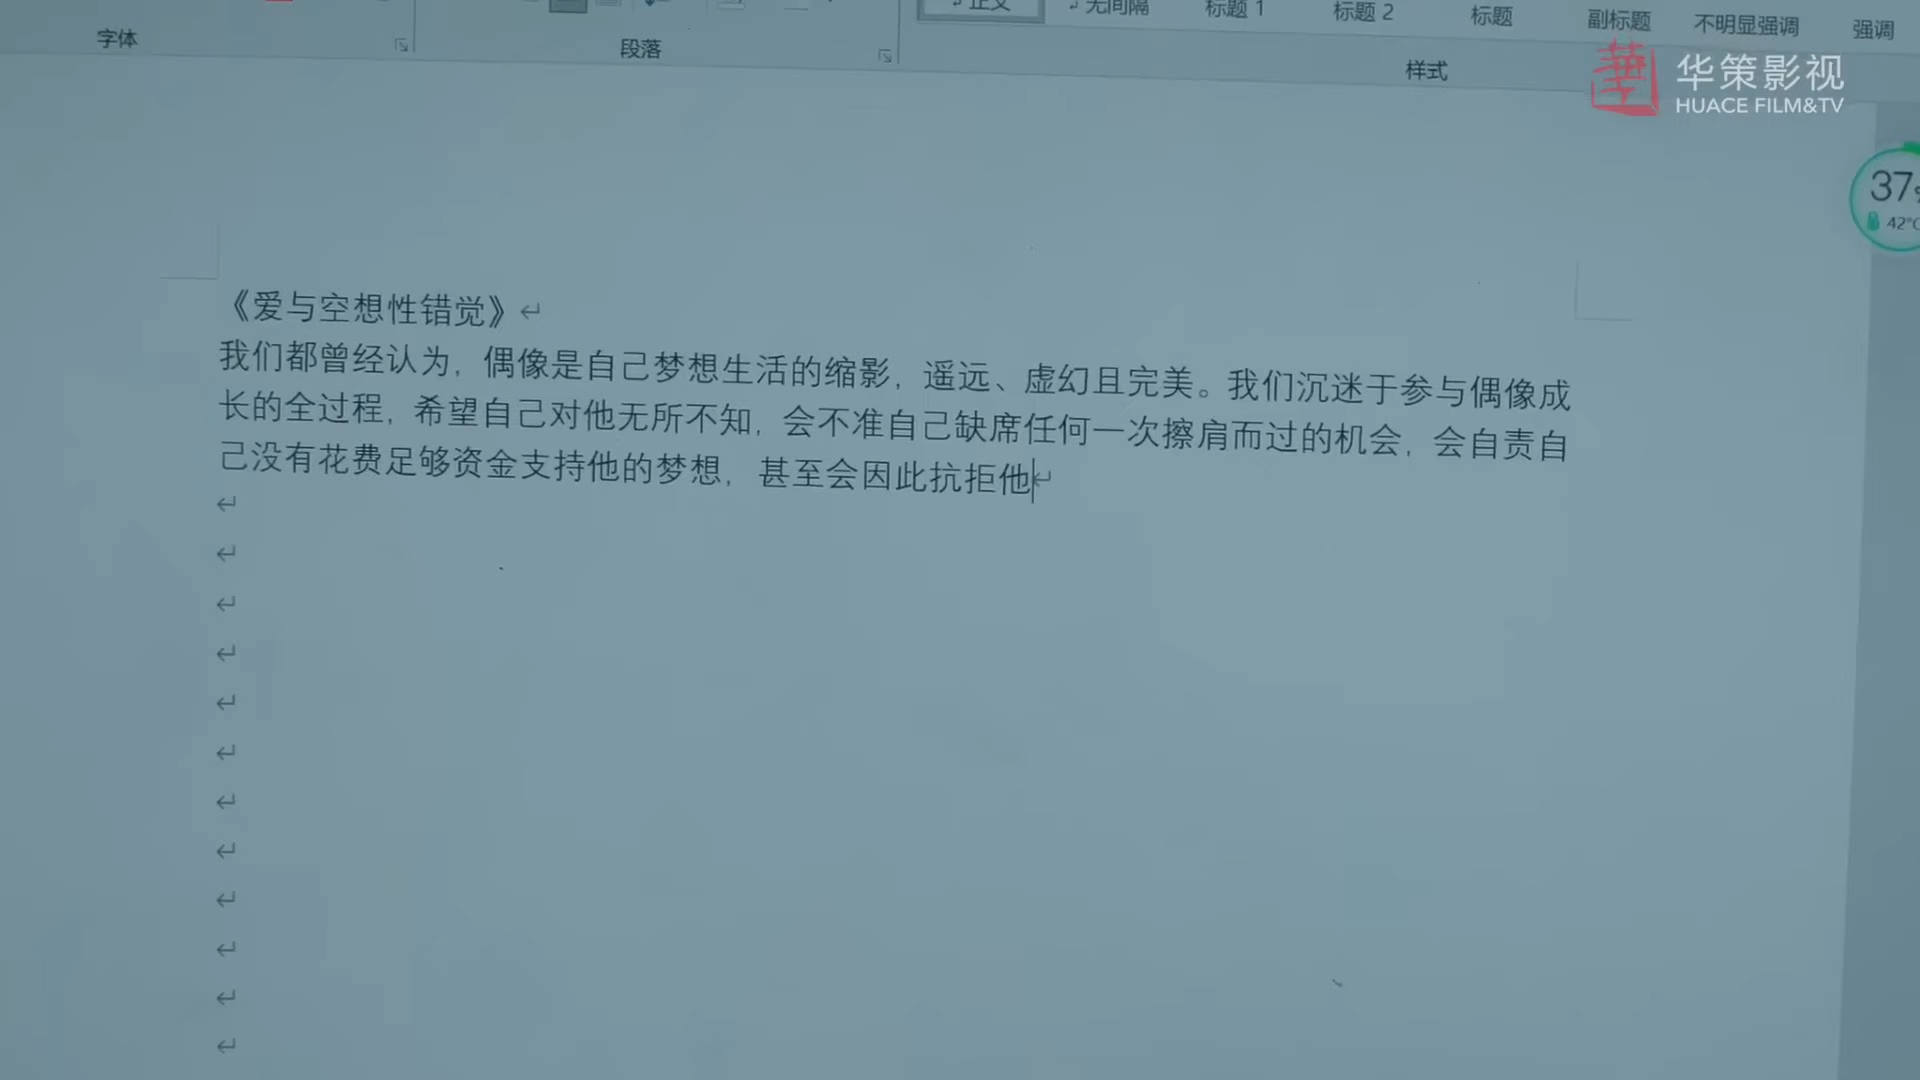 正文
无间隔
标题 1
标题 2
标题
副标题
不明显强调
强调
字体
段落
样式
华策影视
HUACE FILM&TV
37
42°C
《爱与空想性错觉》
我们都曾经认为，偶像是自己梦想生活的缩影，遥远、虚幻且完美。我们沉迷于参与偶像成
长的全过程，希望自己对他无所不知，会不准自己缺席任何一次擦肩而过的机会，会自责自
己没有花费足够资金支持他的梦想，甚至会因此抗拒他